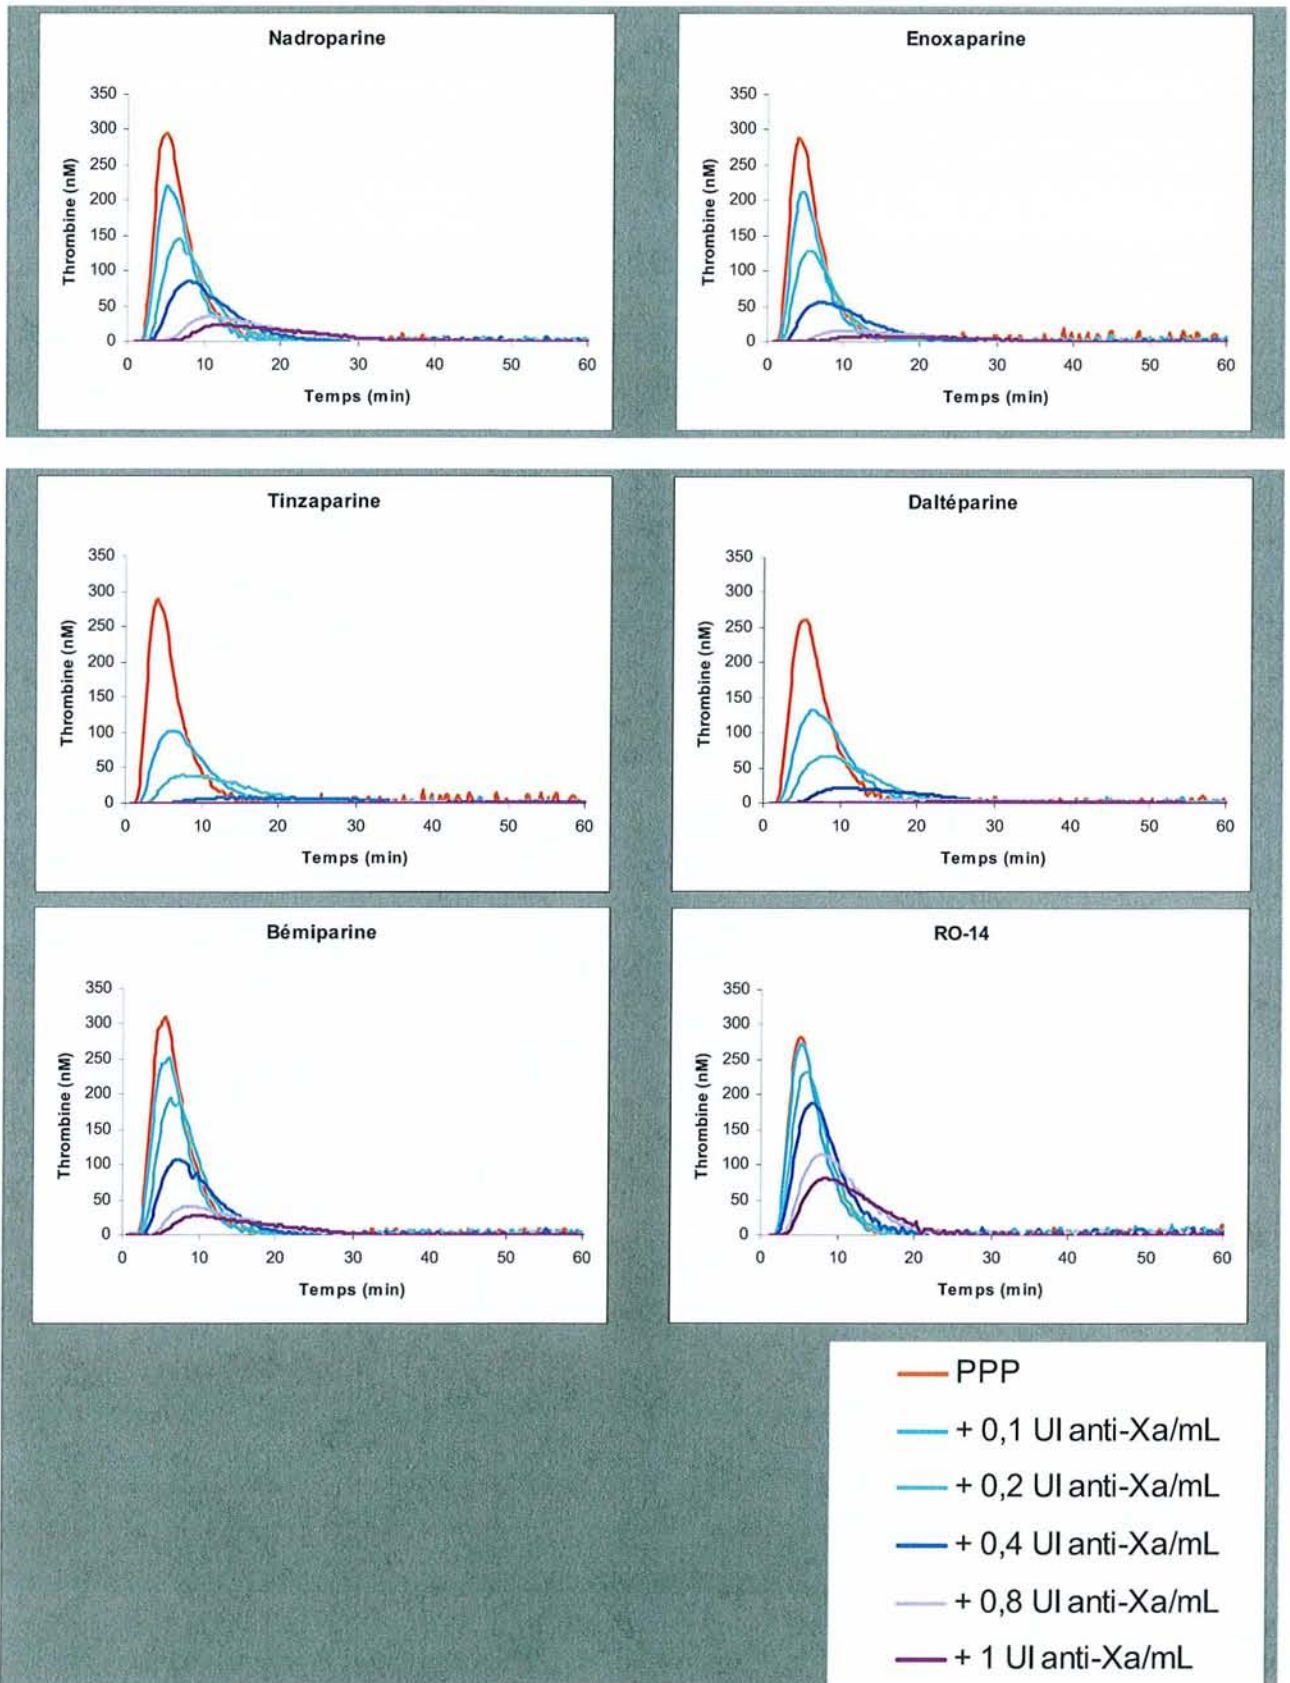 Nadroparine
350
300
250
200
150
100
50
0
Thrombine (nM)
0 10 20 30 40 50 60
Temps (min)
Enoxaparine
350
300
250
200
150
100
50
0
Thrombine (nM)
0 10 20 30 40 50 60
Temps (min)
Tinzaparine
350
300
250
200
150
100
50
0
Thrombine (nM)
0 10 20 30 40 50 60
Temps (min)
Daltéparine
350
300
250
200
150
100
50
0
Thrombine (nM)
0 10 20 30 40 50 60
Temps (min)
Bémiparine
350
300
250
200
150
100
50
0
Thrombine (nM)
0 10 20 30 40 50 60
Temps (min)
RO-14
350
300
250
200
150
100
50
0
Thrombine (nM)
0 10 20 30 40 50 60
Temps (min)
PPP
+ 0,1 UI anti-Xa/mL
+ 0,2 UI anti-Xa/mL
+ 0,4 UI anti-Xa/mL
+ 0,8 UI anti-Xa/mL
+ 1 UI anti-Xa/mL